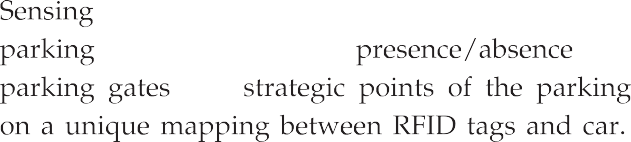 Sensing
parking presence/absence
parking gates strategic points of the parking
on a unique mapping between RFID tags and car.